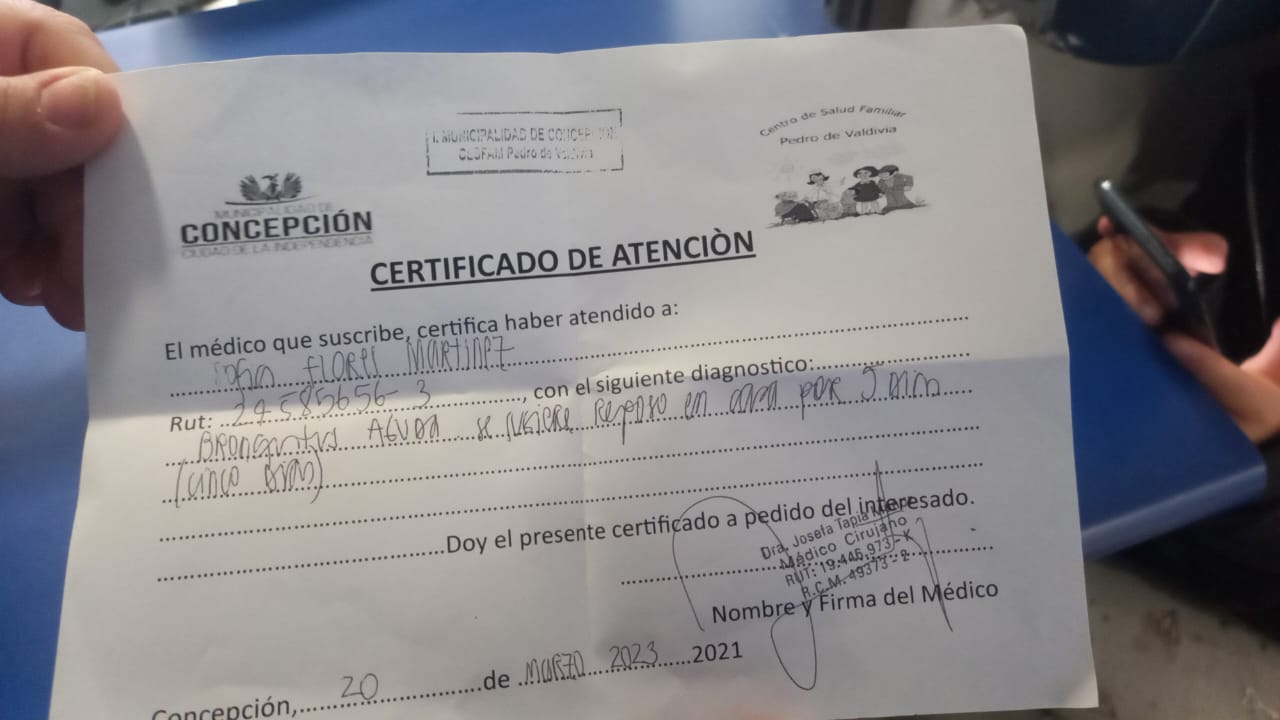 I. MUNICIPALIDAD DE CONCEPCION
CESFAM Pedro de Valdivia
Centro de Salud Familiar
Pedro de Valdivia
MUNICIPALIDAD DE
CONCEPCIÓN
CIUDAD DE LA INDEPENDENCIA
CERTIFICADO DE ATENCIÒN
El médico que suscribe, certifica haber atendido a:
FLORES MARTINEZ
Rut: 24585656-3, con el siguiente diagnostico:
AGUDA se sugiere Reposo en casa por 5 dias
(cinco dias)
Doy el presente certificado a pedido del interesado.
Dra. Josefa Tapia
Médico Cirujano
RUT: 19.446.973-K
R.C.M. 49373-2
Nombre y Firma del Médico
Concepción, 20 de MARZO 2023 2021